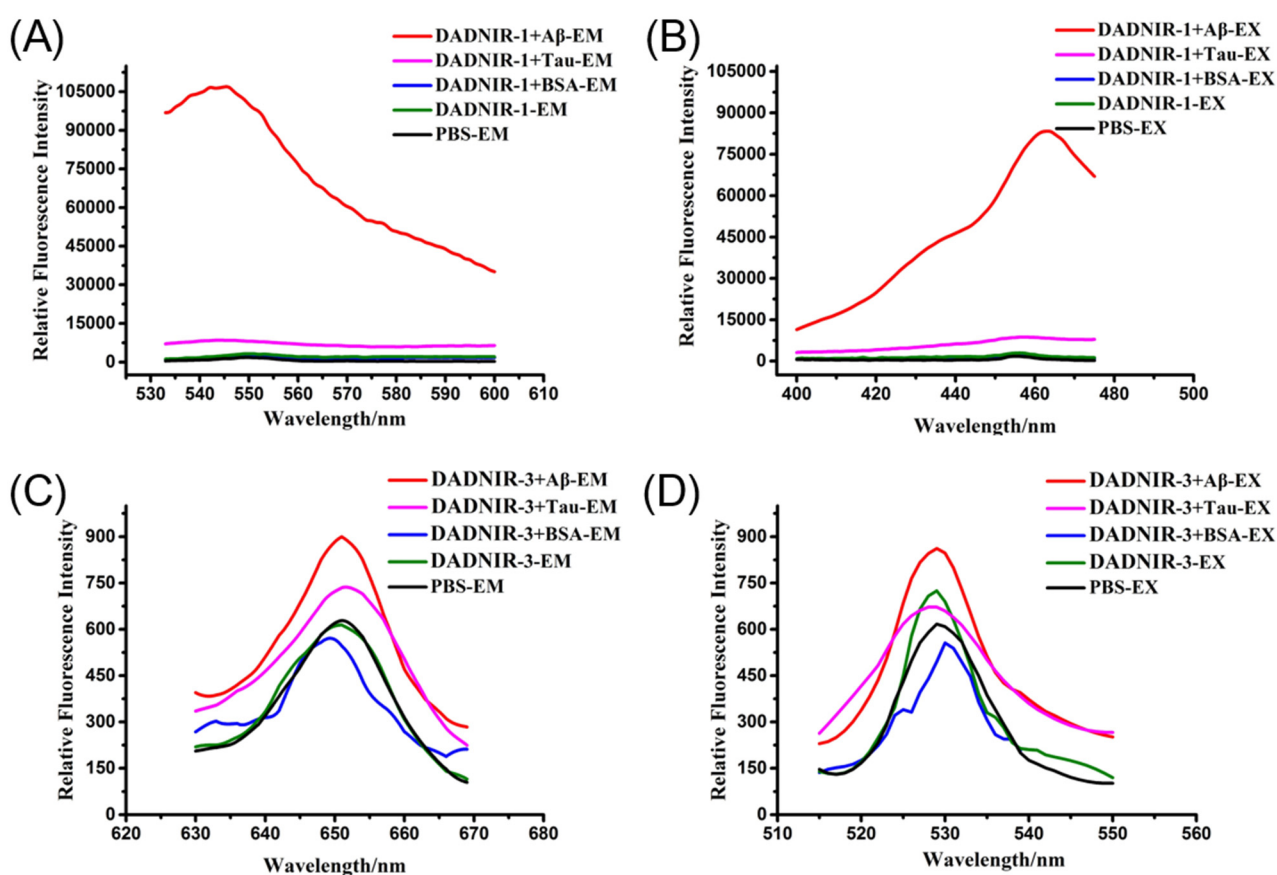 (A)
DADNIR-1+Aβ-EM
DADNIR-1+Tau-EM
DADNIR-1+BSA-EM
DADNIR-1-EM
PBS-EM
Relative Fluorescence Intensity
105000
90000
75000
60000
45000
30000
15000
0
530 540 550 560 570 580 590 600 610
Wavelength/nm
(B)
DADNIR-1+Aβ-EX
DADNIR-1+Tau-EX
DADNIR-1+BSA-EX
DADNIR-1-EX
PBS-EX
Relative Fluorescence Intensity
105000
90000
75000
60000
45000
30000
15000
0
400 420 440 460 480 500
Wavelength/nm
(C)
DADNIR-3+Aβ-EM
DADNIR-3+Tau-EM
DADNIR-3+BSA-EM
DADNIR-3-EM
PBS-EM
Relative Fluorescence Intensity
900
750
600
450
300
150
0
620 630 640 650 660 670 680
Wavelength/nm
(D)
DADNIR-3+Aβ-EX
DADNIR-3+Tau-EX
DADNIR-3+BSA-EX
DADNIR-3-EX
PBS-EX
Relative Fluorescence Intensity
900
750
600
450
300
150
0
510 520 530 540 550 560
Wavelength/nm